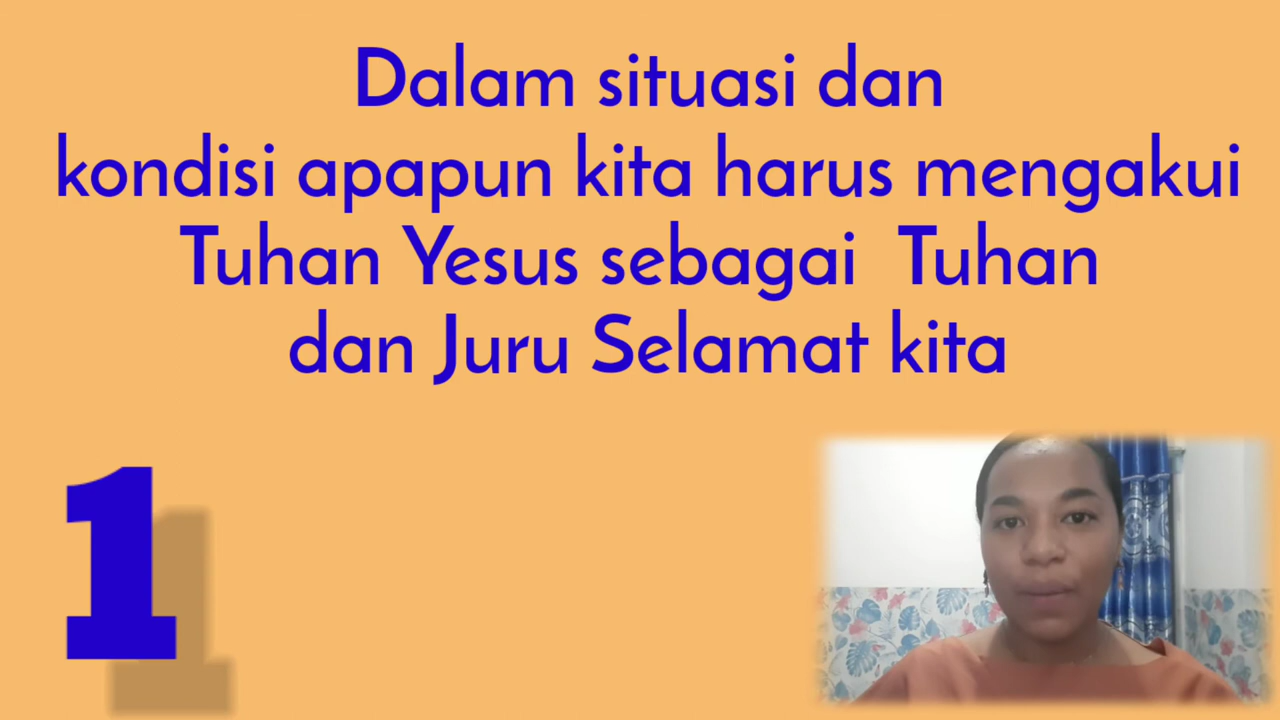 Dalam situasi dan
kondisi apapun kita harus mengakui
Tuhan Yesus sebagai Tuhan
dan Juru Selamat kita
1